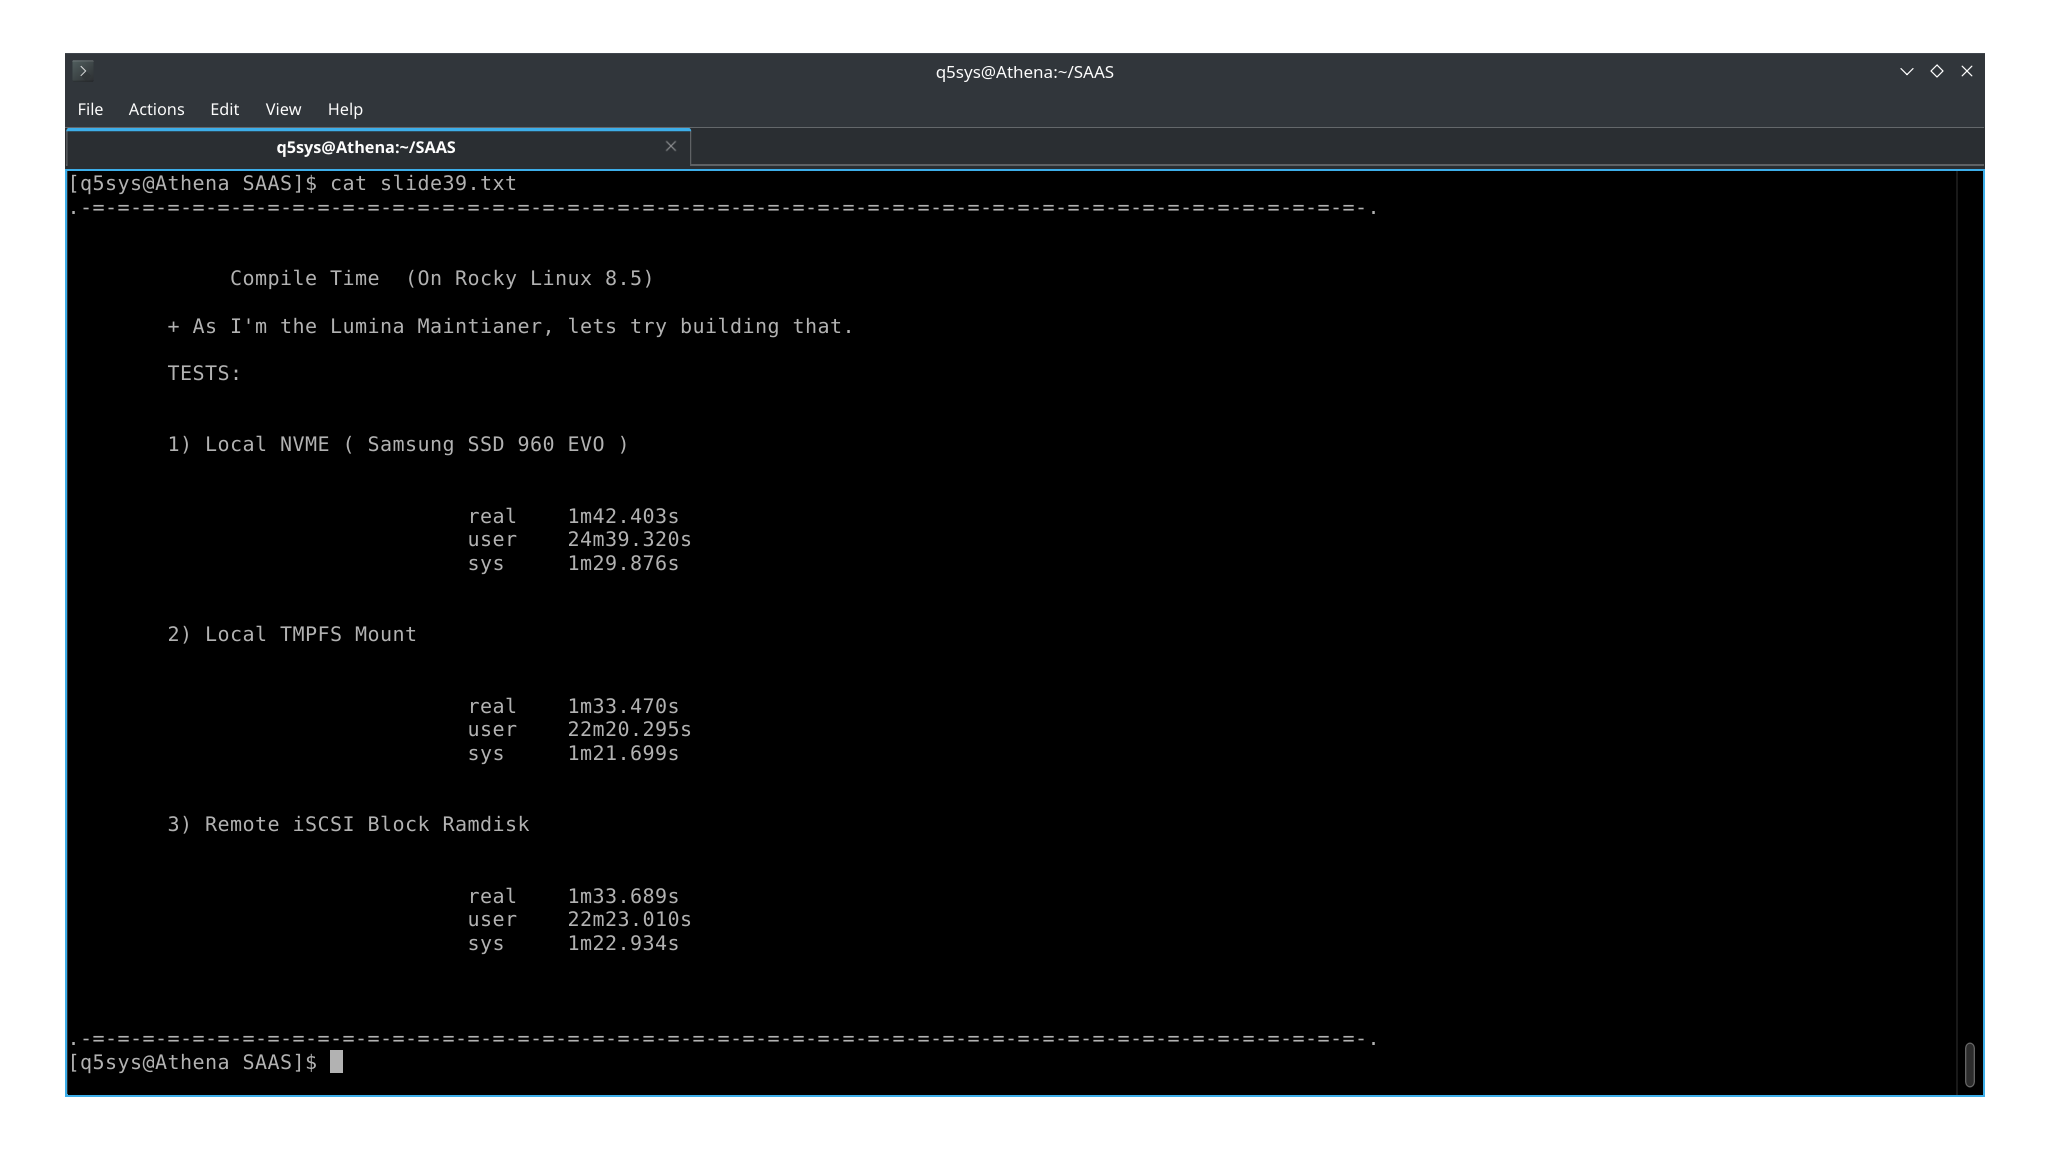 q5sys@Athena:~/SAAS
File Actions Edit View Help
q5sys@Athena:~/SAAS
[q5sys@Athena SAAS]$ cat slide39.txt
.-=-=-=-=-=-=-=-=-=-=-=-=-=-=-=-=-=-=-=-=-=-=-=-=-=-=-=-=-=-=-=-=-=-=-=-=-=-=-=-=-=-=-=-=-=-=-=-=-=-=-=-.
Compile Time  (On Rocky Linux 8.5)
+ As I'm the Lumina Maintianer, lets try building that.
TESTS:
1) Local NVME ( Samsung SSD 960 EVO )
real    1m42.403s
user    24m39.320s
sys     1m29.876s
2) Local TMPFS Mount
real    1m33.470s
user    22m20.295s
sys     1m21.699s
3) Remote iSCSI Block Ramdisk
real    1m33.689s
user    22m23.010s
sys     1m22.934s
.-=-=-=-=-=-=-=-=-=-=-=-=-=-=-=-=-=-=-=-=-=-=-=-=-=-=-=-=-=-=-=-=-=-=-=-=-=-=-=-=-=-=-=-=-=-=-=-=-=-=-=-.
[q5sys@Athena SAAS]$